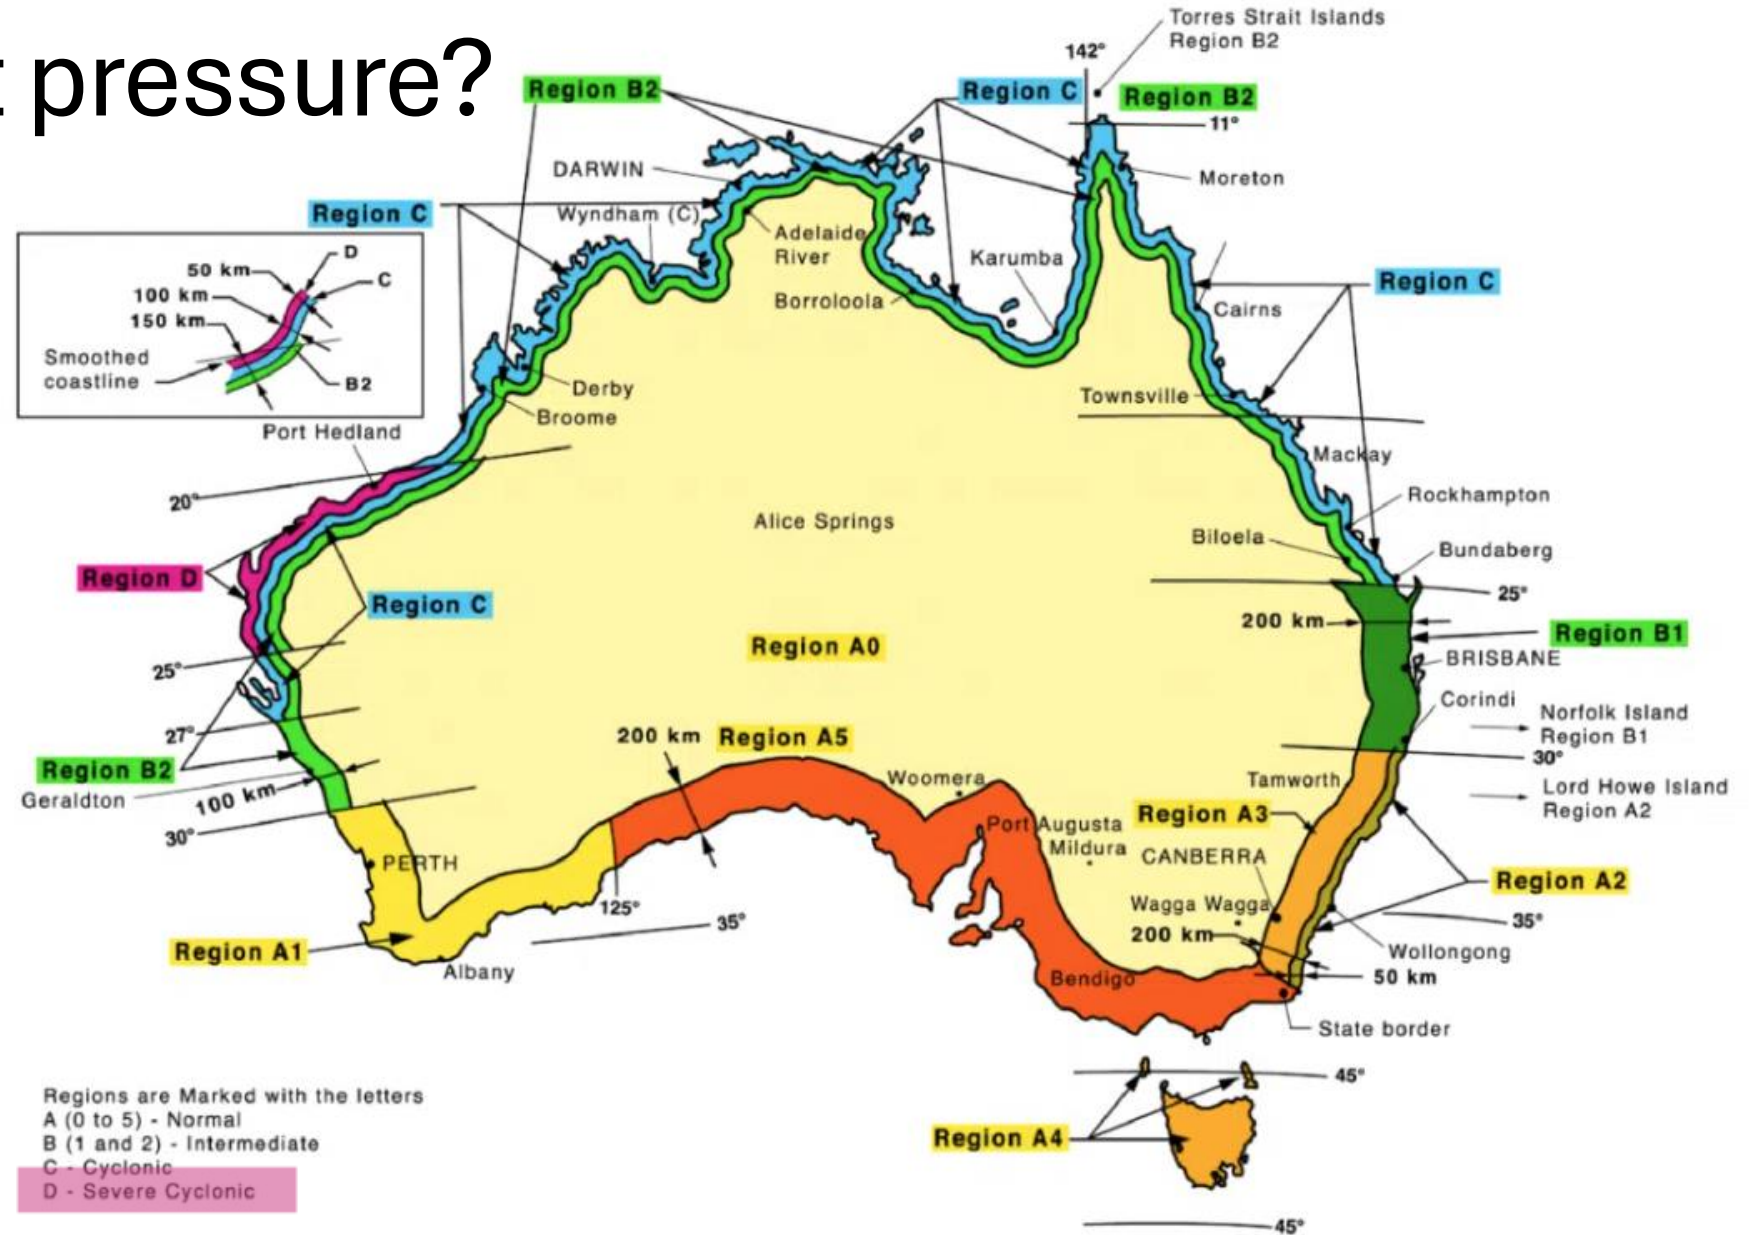 t pressure?
Torres Strait Islands
Region B2
142°
Region B2
Region C
Region B2
11°
DARWIN
Moreton
Region C
Wyndham (C)
Adelaide
River
Karumba
D
50 km
C
100 km
150 km
Smoothed
coastline
B2
Region C
Borroloola
Cairns
Derby
Broome
Townsville
Port Hedland
Mackay
20°
Rockhampton
Alice Springs
Biloela
Bundaberg
Region D
Region C
25°
200 km
Region B1
Region A0
BRISBANE
25°
Corindi
Norfolk Island
Region B1
27°
200 km
Region A5
30°
Region B2
Geraldton
100 km
Woomera
Tamworth
Lord Howe Island
Region A2
Region A3
30°
Port Augusta
Mildura
CANBERRA
PERTH
Region A2
Wagga Wagga
125°
35°
35°
200 km
Region A1
Albany
Wollongong
Bendigo
50 km
State border
45°
Regions are Marked with the letters
A (0 to 5) - Normal
B (1 and 2) - Intermediate
C - Cyclonic
D - Severe Cyclonic
Region A4
45°